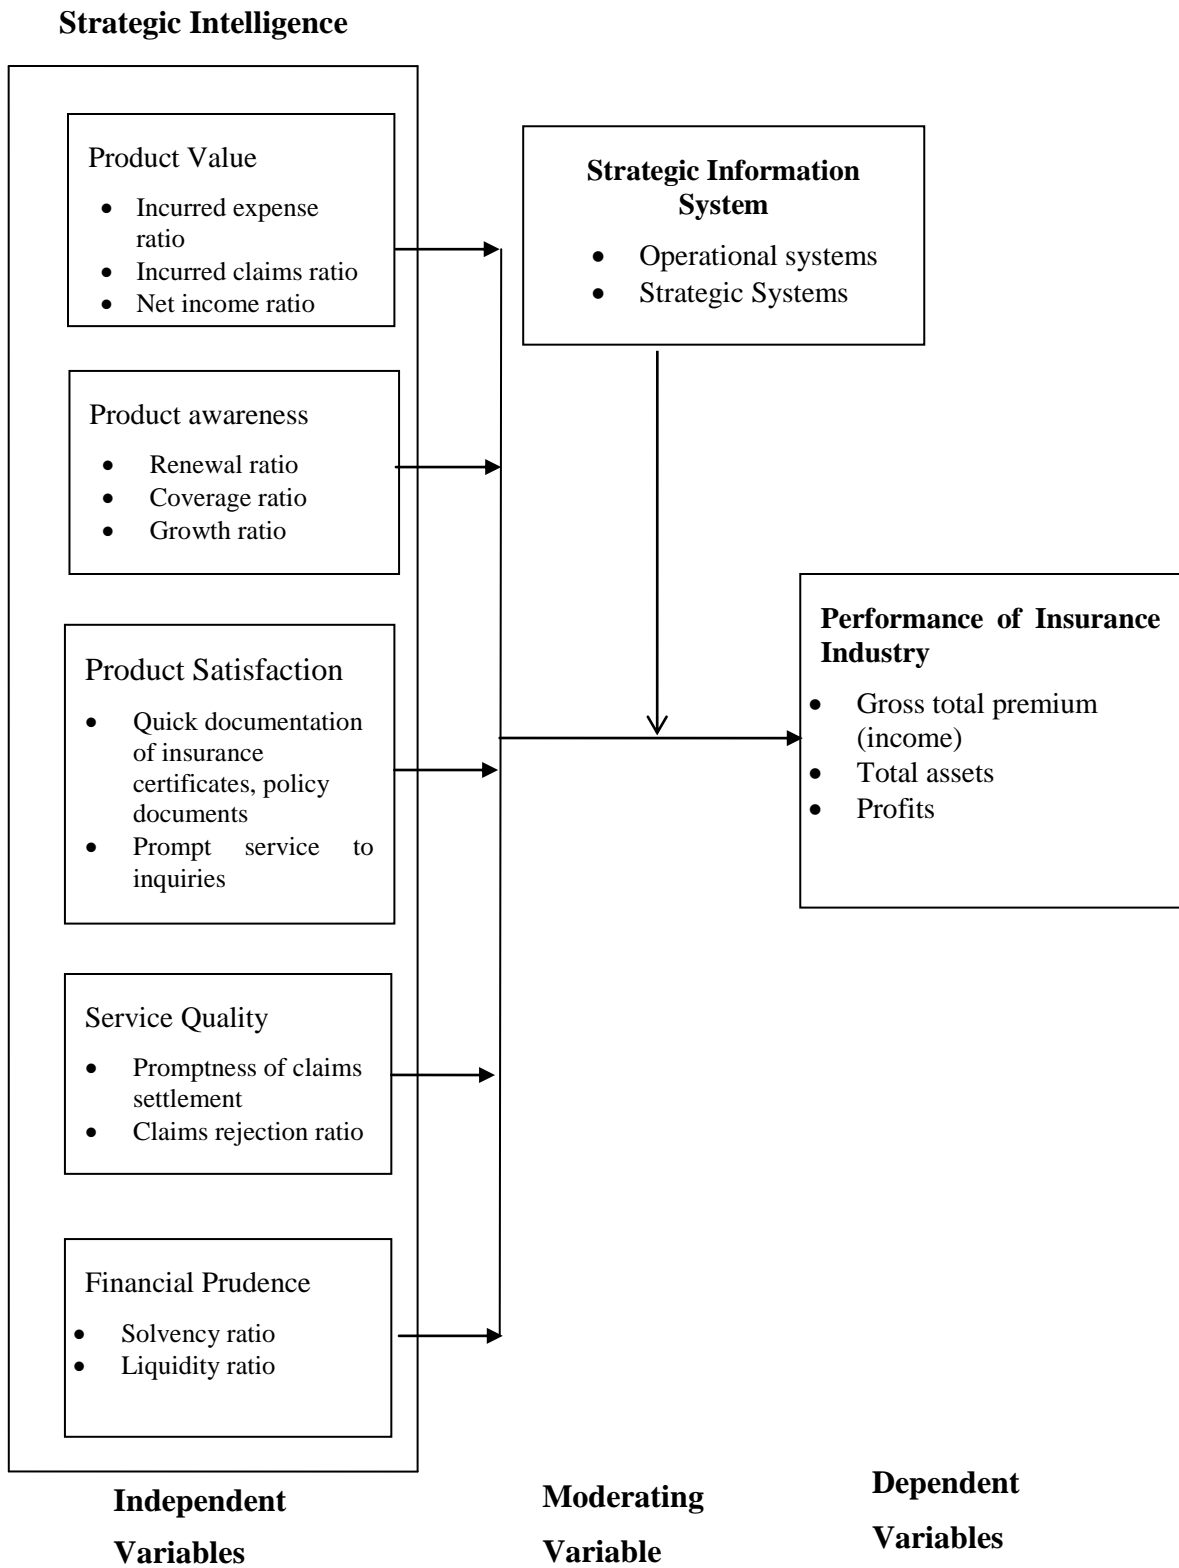 Strategic Intelligence
Product Value
• Incurred expense
ratio
• Incurred claims ratio
• Net income ratio
Strategic Information
System
• Operational systems
• Strategic Systems
Product awareness
• Renewal ratio
• Coverage ratio
• Growth ratio
Product Satisfaction
• Quick documentation
of insurance
certificates, policy
documents
• Prompt service to
inquiries
Performance of Insurance
Industry
• Gross total premium
(income)
• Total assets
• Profits
Service Quality
• Promptness of claims
settlement
• Claims rejection ratio
Financial Prudence
• Solvency ratio
• Liquidity ratio
Independent
Variables
Moderating
Variable
Dependent
Variables